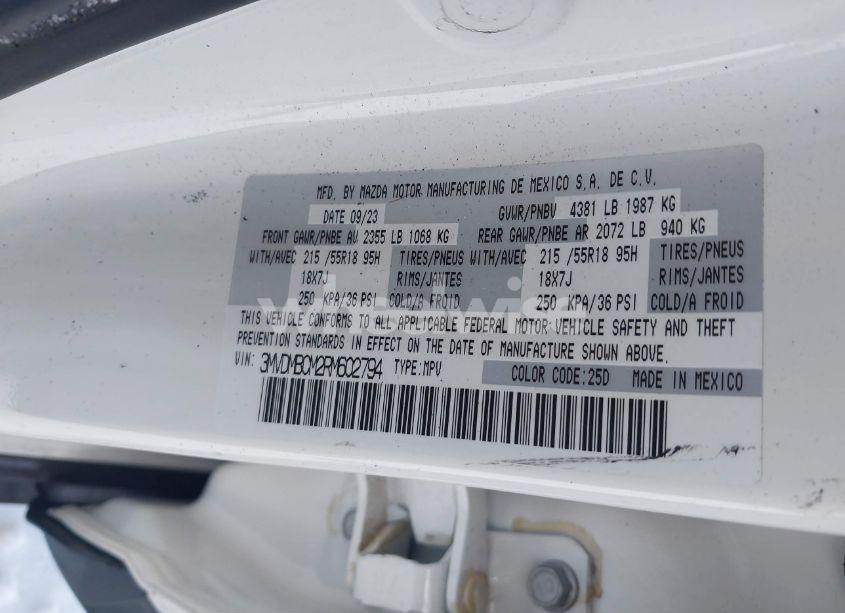 MFD. BY MAZDA MOTOR MANUFACTURING DE MEXICO S.A. DE C.V.
DATE 09/23 GVWR/PNBV 4381 LB 1987 KG
FRONT GAWR/PNBE AV 2355 LB 1068 KG REAR GAWR/PNBE AR 2072 LB 940 KG
WITH/AVEC 215 /55R18 95H TIRES/PNEUS WITH/AVEC 215 /55R18 95H TIRES/PNEUS
18X7J RIMS/JANTES 18X7J RIMS/JANTES
250 KPA/36 PSI COLD/A FROID 250 KPA/36 PSI COLD/A FROID
THIS VEHICLE CONFORMS TO ALL APPLICABLE FEDERAL MOTOR VEHICLE SAFETY AND THEFT
PREVENTION STANDARDS IN EFFECT ON THE DATE OF MANUFACTURE SHOWN ABOVE.
VIN: 3MVDMBCM2RM602794 TYPE:MPV COLOR CODE:25D MADE IN MEXICO